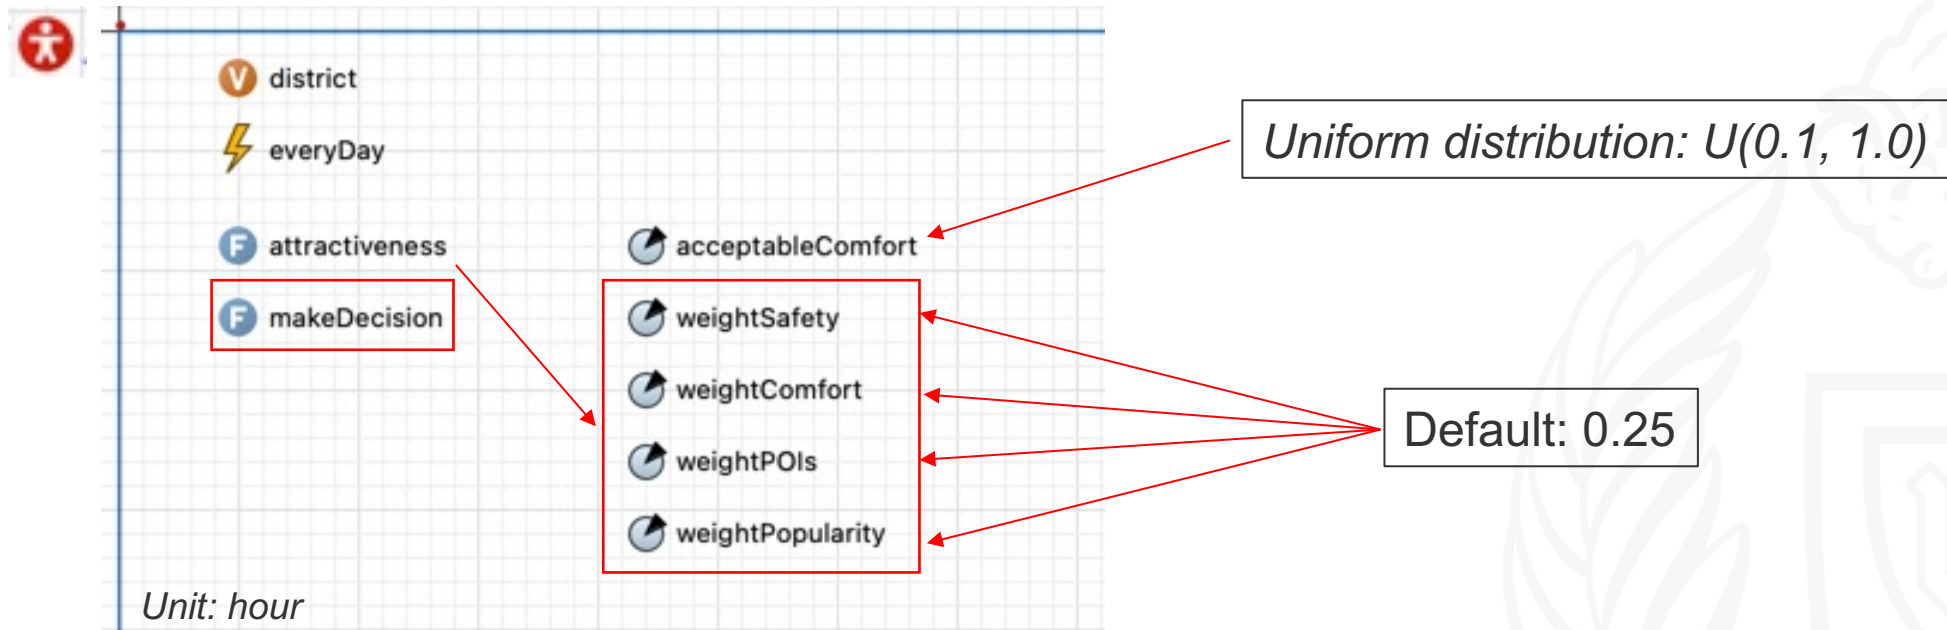 V district
everyDay
Uniform distribution: U(0.1, 1.0)
F attractiveness
acceptableComfort
F makeDecision
weightSafety
weightComfort
Default: 0.25
weightPOIs
weightPopularity
Unit: hour